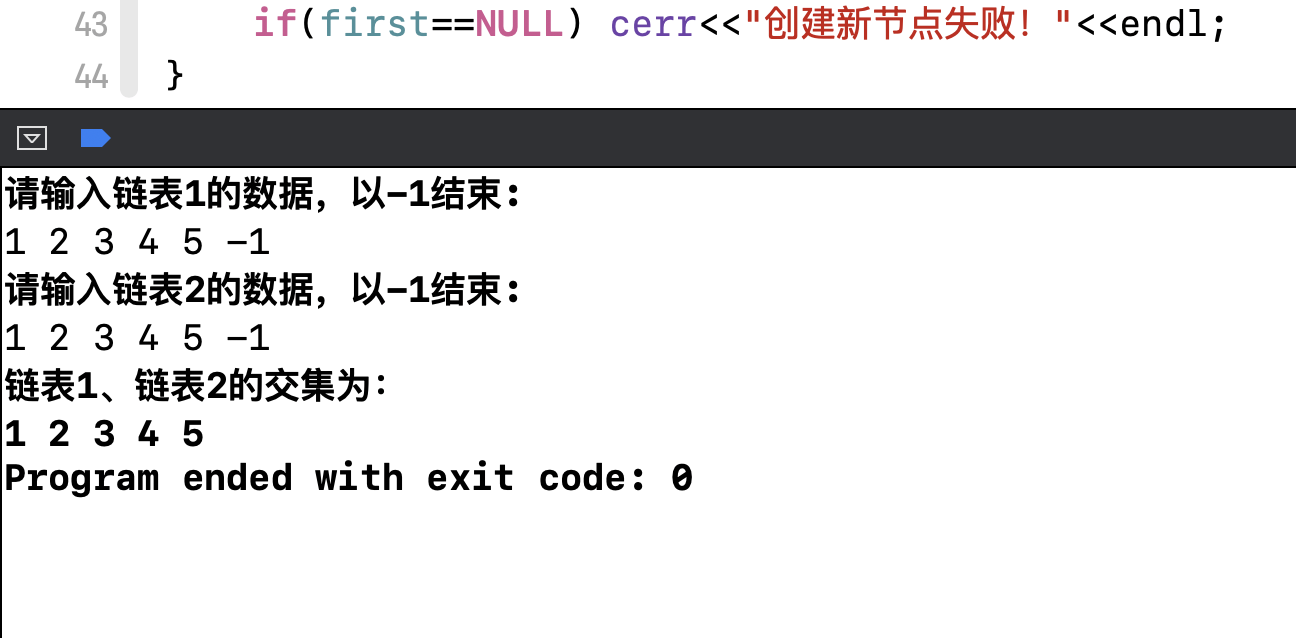 43 if(first==NULL) cerr<<"创建新节点失败！"<<endl;
44 }
请输入链表1的数据，以-1结束：
1 2 3 4 5 -1
请输入链表2的数据，以-1结束：
1 2 3 4 5 -1
链表1、链表2的交集为：
1 2 3 4 5
Program ended with exit code: 0